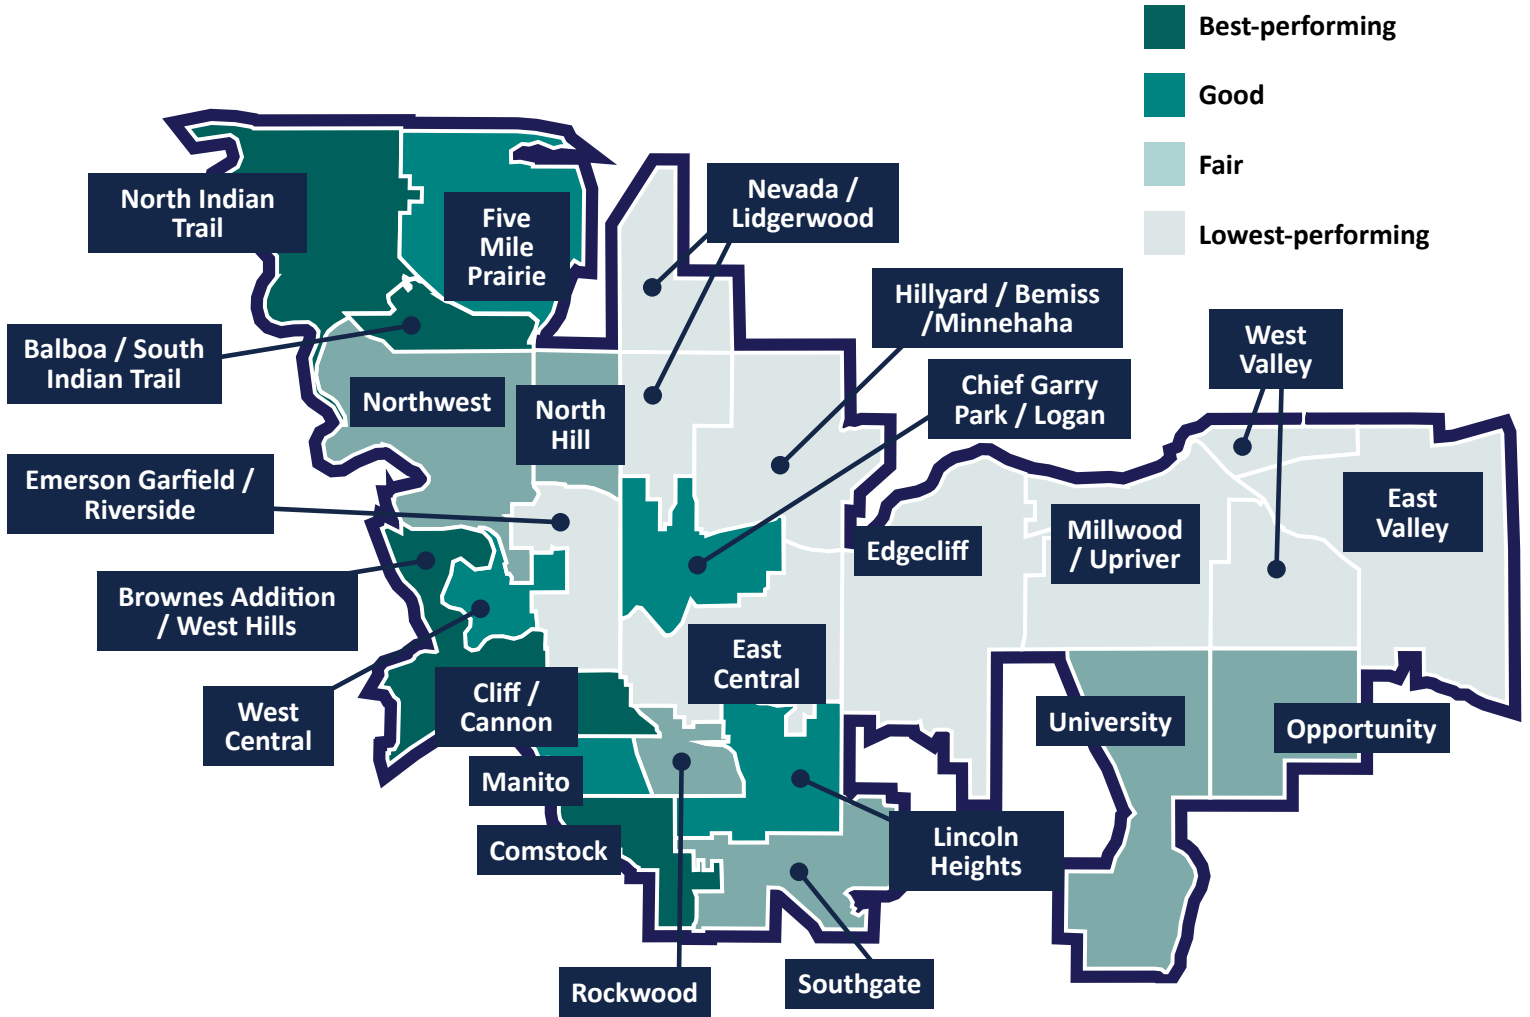 Best-performing
Good
Fair
Lowest-performing
North Indian
Trail
Five
Mile
Prairie
Nevada /
Lidgerwood
Hillyard / Bemiss
/Minnehaha
Balboa / South
Indian Trail
West
Valley
Northwest
North
Hill
Chief Garry
Park / Logan
Emerson Garfield /
Riverside
East
Valley
Edgecliff
Millwood
/ Upriver
Brownes Addition
/ West Hills
East
Central
West
Central
Cliff /
Cannon
University
Opportunity
Manito
Comstock
Lincoln
Heights
Rockwood
Southgate